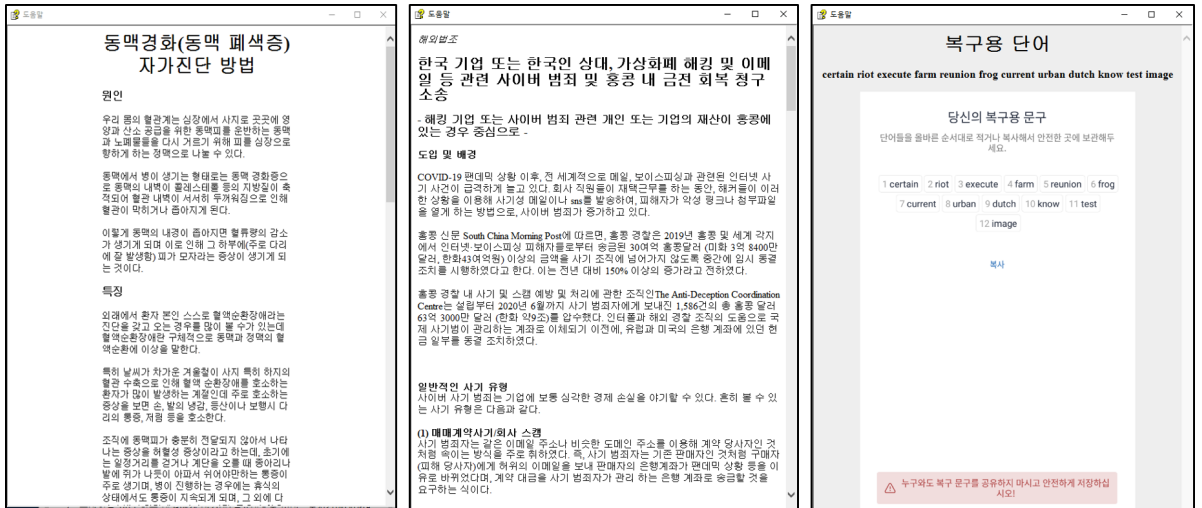 도움말
동맥경화(동맥 폐색증)
자가진단 방법
원인
우리 몸의 혈관계는 심장에서 사지로 곳곳에 영
양과 산소 공급을 위한 동맥피를 운반하는 동맥
과 노폐물들을 다시 거르기 위해 피를 심장으로
향하게 하는 정맥으로 나눌 수 있다.
동맥에서 병이 생기는 형태로는 동맥 경화증으
로 동맥의 내벽이 콜레스테롤 등의 지방질이 축
적되어 혈관 내벽이 서서히 두꺼워짐으로 인해
혈관이 막히거나 좁아지게 된다.
이렇게 동맥의 내경이 좁아지면 혈류량의 감소
가 생기게 되며 이로 인해 그 하부에(주로 다리
에 잘 발생함) 피가 모자라는 증상이 생기게 되
는 것이다.
특징
외래에서 환자 본인 스스로 혈액순환장애라는
진단을 갖고 오는 경우를 많이 볼 수가 있는데
혈액순환장애란 구체적으로 동맥과 정맥의 혈
액순환에 이상을 말한다.
특히 날씨가 차가운 겨울철이 사지 특히 하지의
혈관 수축으로 인해 혈액 순환장애를 호소하는
환자가 많이 발생하는 계절인데 주로 호소하는
증상을 보면 손, 발의 냉감, 등산이나 보행시 다
리의 통증, 저림 등을 호소한다.
조직에 동맥피가 충분히 전달되지 않아서 나타
나는 증상을 허혈성 증상이라고 하는데, 초기에
는 일정거리를 걷거나 계단을 오를 때 종아리나
발에 쥐가 나듯이 아파서 쉬어야만하는 통증이
주로 생기며, 병이 진행하는 경우에는 휴식의
상태에서도 통증이 지속되게 되며, 그 외에 다
도움말
해외법조
한국 기업 또는 한국인 상대, 가상화폐 해킹 및 이메
일 등 관련 사이버 범죄 및 홍콩 내 금전 회복 청구
소송
- 해킹 기업 또는 사이버 범죄 관련 개인 또는 기업의 재산이 홍콩에
있는 경우 중심으로 -
도입 및 배경
COVID-19 팬데믹 상황 이후, 전 세계적으로 메일, 보이스피싱과 관련된 인터넷 사
기 사건이 급격하게 늘고 있다. 회사 직원들이 재택근무를 하는 동안, 해커들이 이러
한 상황을 이용해 사기성 메일이나 sns를 발송하여, 피해자가 악성 링크나 첨부파일
을 열게 하는 방법으로, 사이버 범죄가 증가하고 있다.
홍콩 신문 South China Morning Post에 따르면, 홍콩 경찰은 2019년 홍콩 및 세계 각지
에서 인터넷·보이스피싱 피해자들로부터 송금된 30여억 홍콩달러 (미화 3억 8400만
달러, 한화43여억원) 이상의 금액을 사기 조직에 넘어가지 않도록 중간에 임시 동결
조치를 시행하였다고 한다. 이는 전년 대비 150% 이상의 증가라고 전하였다.
홍콩 경찰 내 사기 및 스캠 예방 및 처리에 관한 조직인The Anti-Deception Coordination
Centre는 설립부터 2020년 6월까지 사기 범죄자에게 보내진 1,586건의 총 홍콩 달러
63억 3000만 달러 (한화 약9조)를 압수했다. 인터폴과 해외 경찰 조직의 도움으로 국
제 사기범이 관리하는 계좌로 이체되기 이전에, 유럽과 미국의 은행 계좌에 있던 현
금 일부를 동결 조치하였다.
일반적인 사기 유형
사이버 사기 범죄는 기업에 보통 심각한 경제 손실을 야기할 수 있다. 흔히 볼 수 있
는 사기 유형은 다음과 같다.
(1) 매매계약사기/회사 스캠
사기 범죄자는 같은 이메일 주소나 비슷한 도메인 주소를 이용해 계약 당사자인 것
처럼 속이는 방식을 주로 취하였다. 즉, 사기 범죄자는 기존 판매자인 것처럼 구매자
(피해 당사자)에게 허위의 이메일을 보내 판매자의 은행계좌가 팬데믹 상황 등을 이
유로 바뀌었다며, 계약 대금을 사기 범죄자가 관리 하는 은행 계좌로 송금할 것을
요구하는 식이다.
도움말
복구용 단어
certain riot execute farm reunion frog current urban dutch know test image
당신의 복구용 문구
단어들을 올바른 순서대로 적거나 복사해서 안전한 곳에 보관해두
세요.
1 certain 2 riot 3 execute 4 farm 5 reunion 6 frog
7 current 8 urban 9 dutch 10 know 11 test
12 image
복사
누구와도 복구 문구를 공유하지 마시고 안전하게 저장하십
시오!